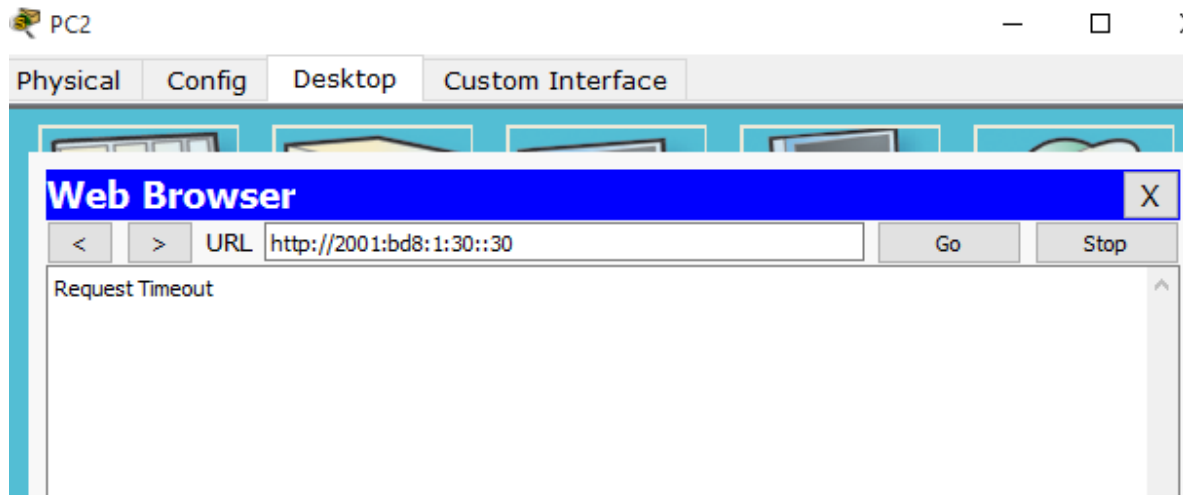 PC2
Physical Config Desktop Custom Interface
Web Browser X
< > URL http://2001:bd8:1:30::30 Go Stop
Request Timeout